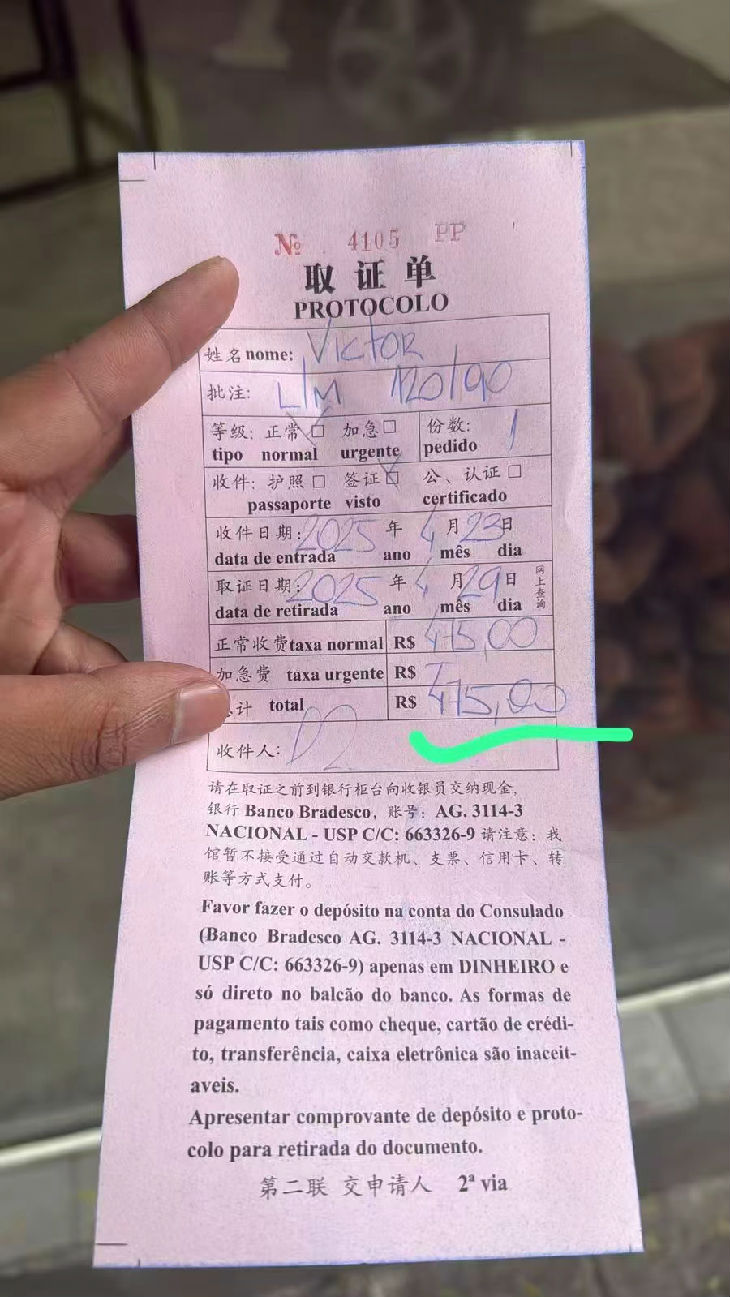 № 4105 PP
取证单
PROTOCOLO
姓名 nome: Victor
批注: L/M 120/90
等级: 正常 加急 份数: 1
tipo normal urgente pedido
收件: 护照 签证 公、认证
passaporte visto certificado
收件日期: 2025 年 4 月 23 日
data de entrada ano mês dia
取证日期: 2025 年 4 月 29 日 网上查询
data de retirada ano mês dia
正常收费 taxa normal R$ 415,00
加急费 taxa urgente R$
计 total R$ 415,00
收件人:
请在取证之前到银行柜台向收银员交纳现金,
银行 Banco Bradesco, 账号: AG. 3114-3
NACIONAL - USP C/C: 663326-9 请注意: 我
馆暂不接受通过自动交款机、支票、信用卡、转
账等方式支付。
Favor fazer o depósito na conta do Consulado
(Banco Bradesco AG. 3114-3 NACIONAL -
USP C/C: 663326-9) apenas em DINHEIRO e
só direto no balcão do banco. As formas de
pagamento tais como cheque, cartão de crédi-
to, transferência, caixa eletrônica são inaceit-
aveis.
Apresentar comprovante de depósito e proto-
colo para retirada do documento.
第二联 交申请人 2ª via